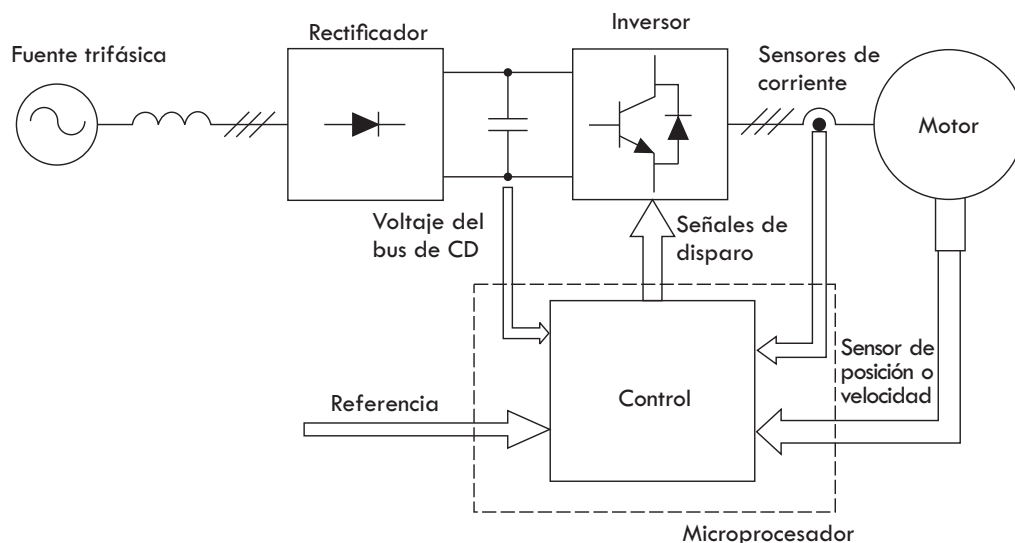 Fuente trifásica
Rectificador
Inversor
Sensores de
corriente
Motor
Voltaje del
bus de CD
Señales de
disparo
Referencia
Control
Sensor de
posición o
velocidad
Microprocesador